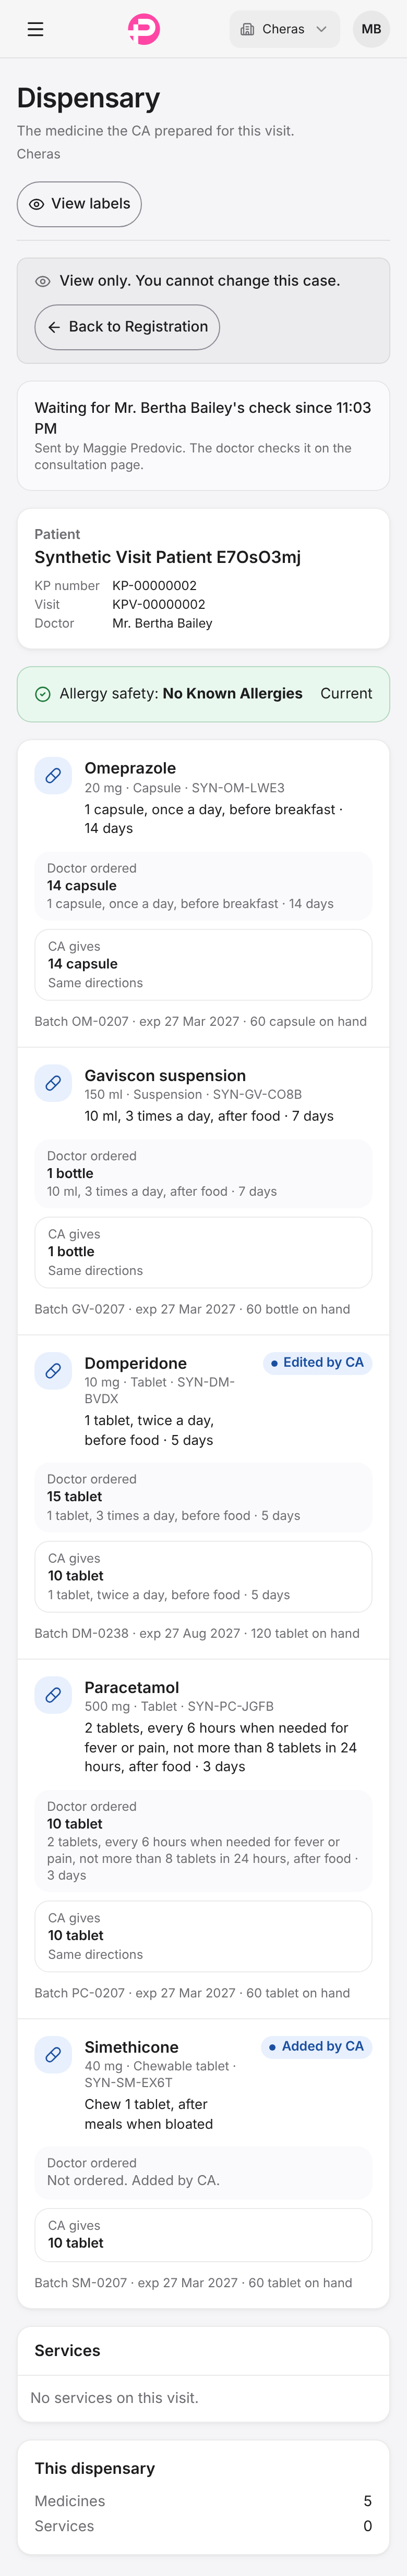 Cheras
MB
Dispensary
The medicine the CA prepared for this visit.
Cheras
View labels
View only. You cannot change this case.
Back to Registration
Waiting for Mr. Bertha Bailey's check since 11:03
PM
Sent by Maggie Predovic. The doctor checks it on the
consultation page.
Patient
Synthetic Visit Patient E7OsO3mj
KP number KP-00000002
Visit KPV-00000002
Doctor Mr. Bertha Bailey
Allergy safety: No Known Allergies Current
Omeprazole
20 mg · Capsule · SYN-OM-LWE3
1 capsule, once a day, before breakfast ·
14 days
Doctor ordered
14 capsule
1 capsule, once a day, before breakfast · 14 days
CA gives
14 capsule
Same directions
Batch OM-0207 · exp 27 Mar 2027 · 60 capsule on hand
Gaviscon suspension
150 ml · Suspension · SYN-GV-CO8B
10 ml, 3 times a day, after food · 7 days
Doctor ordered
1 bottle
10 ml, 3 times a day, after food · 7 days
CA gives
1 bottle
Same directions
Batch GV-0207 · exp 27 Mar 2027 · 60 bottle on hand
Domperidone Edited by CA
10 mg · Tablet · SYN-DM-
BVDX
1 tablet, twice a day,
before food · 5 days
Doctor ordered
15 tablet
1 tablet, 3 times a day, before food · 5 days
CA gives
10 tablet
1 tablet, twice a day, before food · 5 days
Batch DM-0238 · exp 27 Aug 2027 · 120 tablet on hand
Paracetamol
500 mg · Tablet · SYN-PC-JGFB
2 tablets, every 6 hours when needed for
fever or pain, not more than 8 tablets in 24
hours, after food · 3 days
Doctor ordered
10 tablet
2 tablets, every 6 hours when needed for fever or
pain, not more than 8 tablets in 24 hours, after food ·
3 days
CA gives
10 tablet
Same directions
Batch PC-0207 · exp 27 Mar 2027 · 60 tablet on hand
Simethicone Added by CA
40 mg · Chewable tablet ·
SYN-SM-EX6T
Chew 1 tablet, after
meals when bloated
Doctor ordered
Not ordered. Added by CA.
CA gives
10 tablet
Batch SM-0207 · exp 27 Mar 2027 · 60 tablet on hand
Services
No services on this visit.
This dispensary
Medicines 5
Services 0